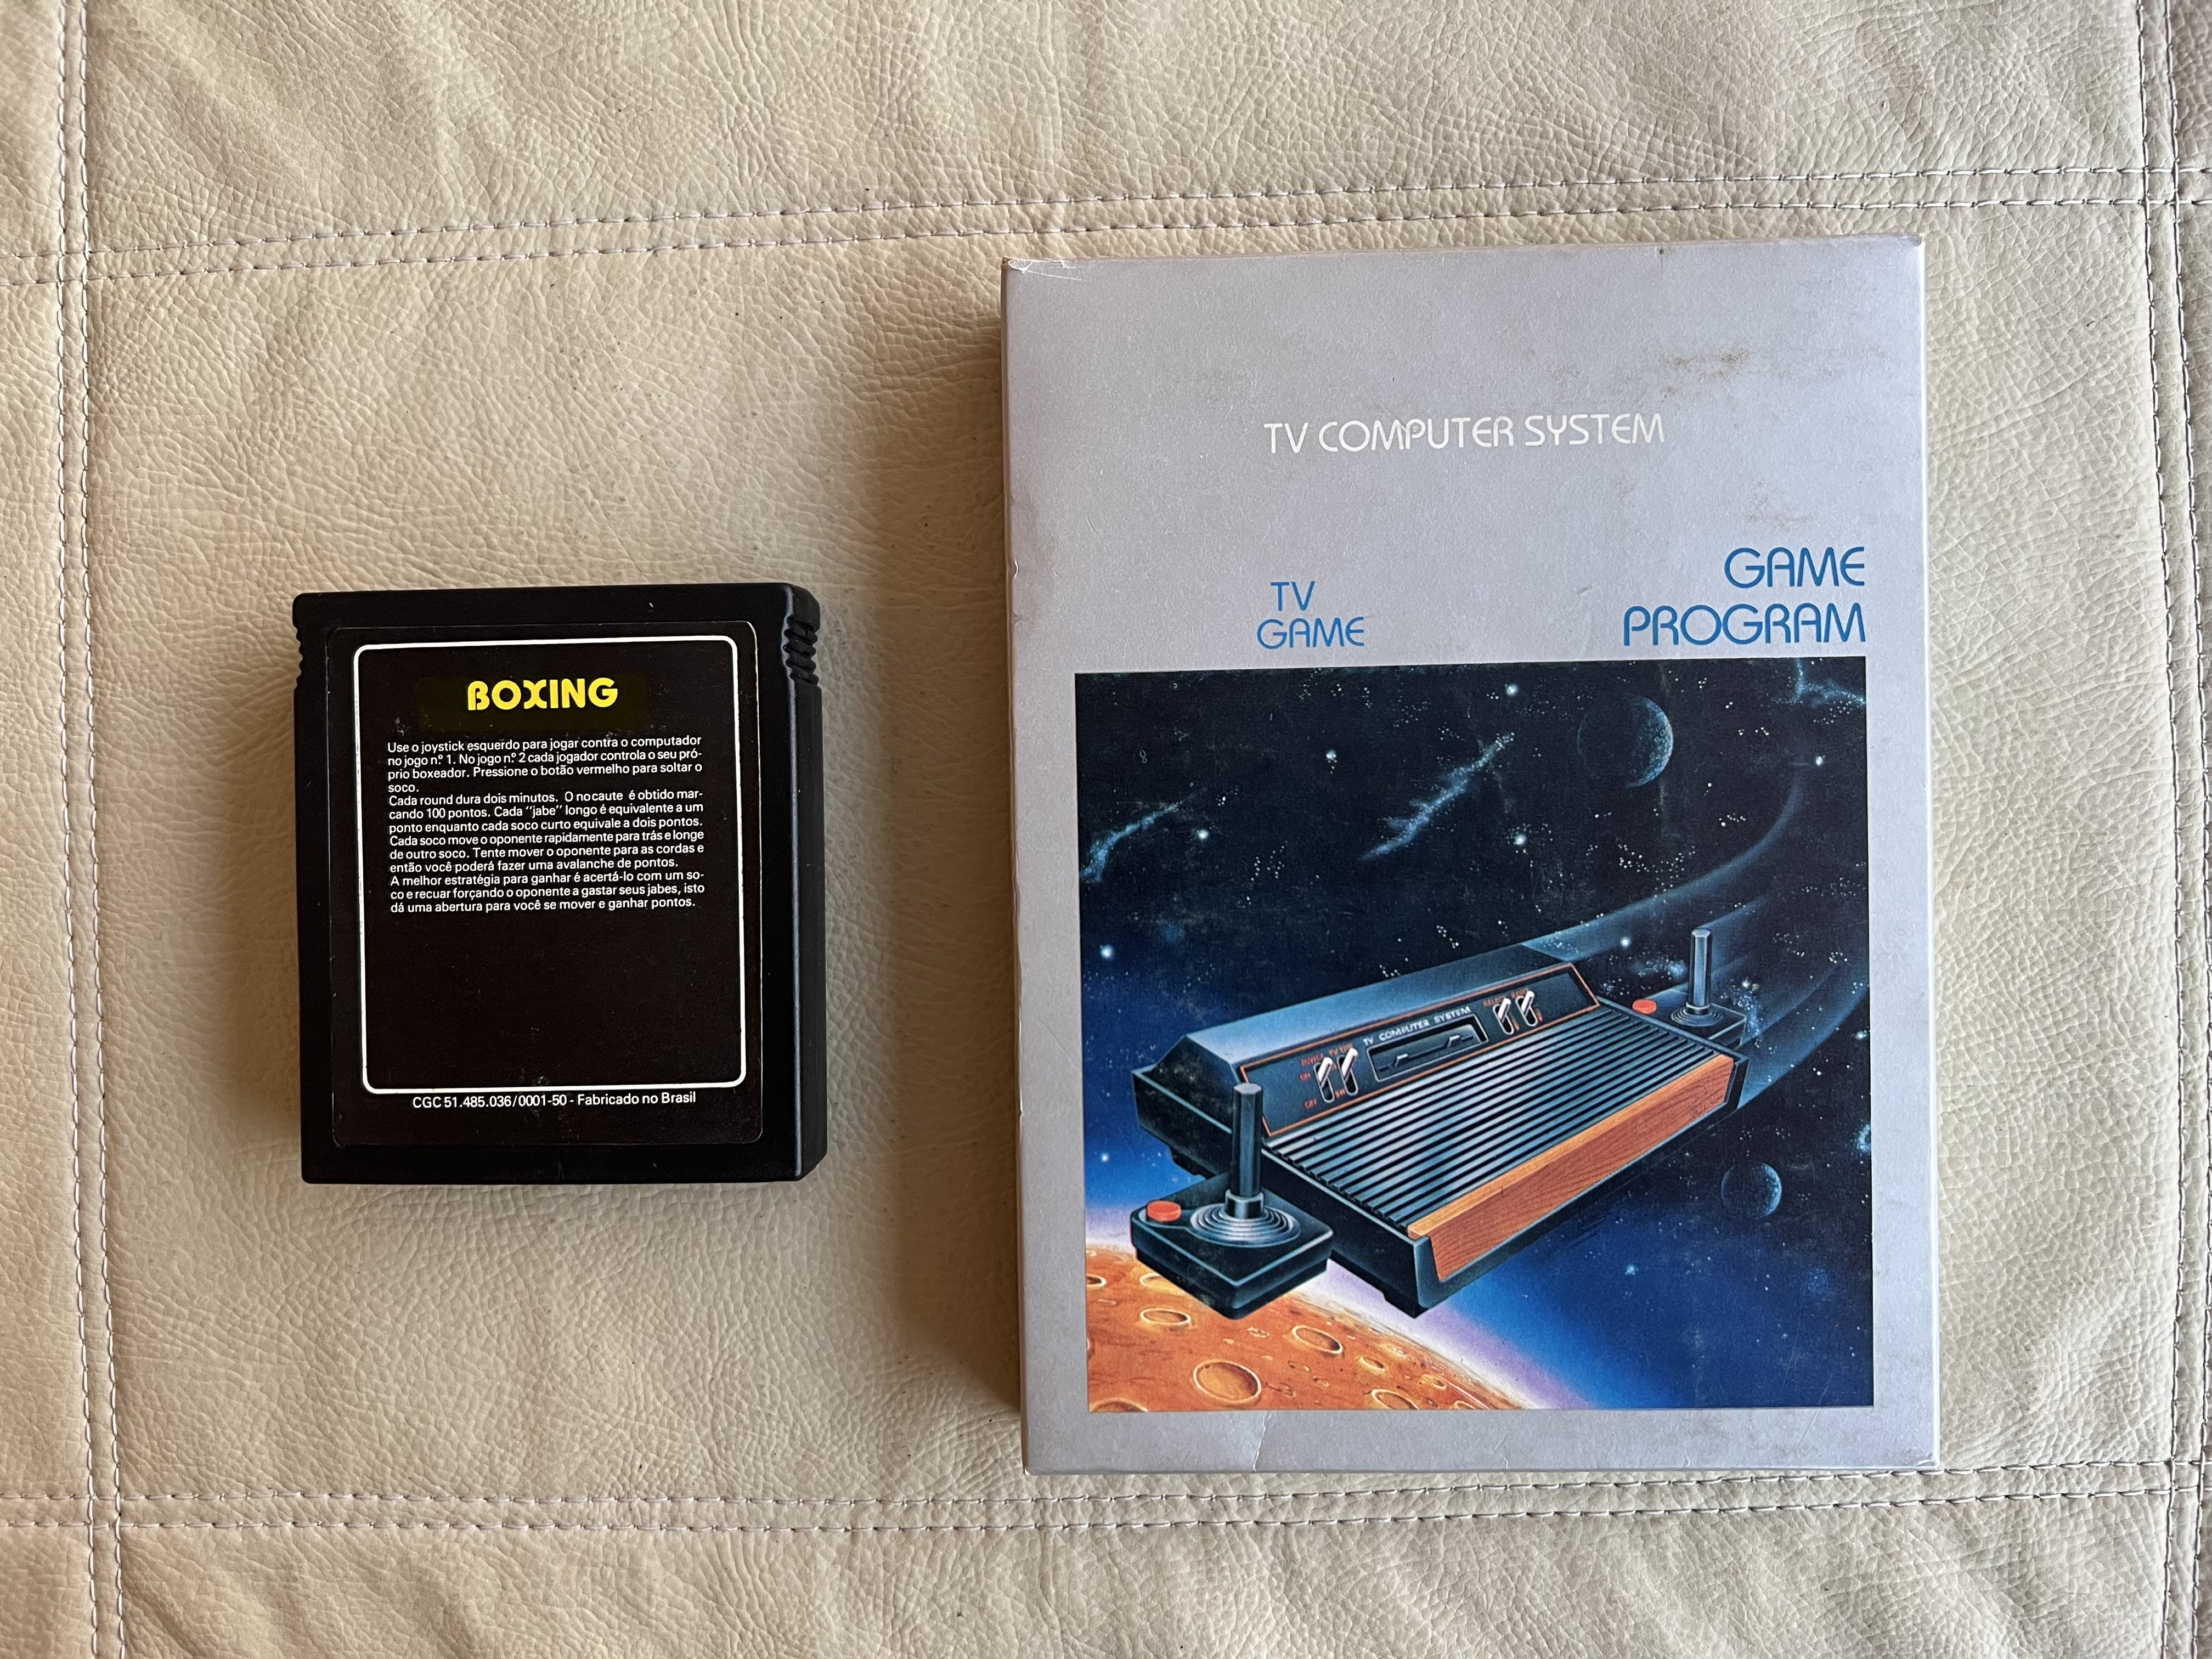 BOXING
Use o joystick esquerdo para jogar contra o computador
no jogo n.º 1. No jogo n.º 2 cada jogador controla o seu pró-
prio boxeador. Pressione o botão vermelho para soltar o
soco.
Cada round dura dois minutos. O nocaute é obtido mar-
cando 100 pontos. Cada "jabe" longo é equivalente a um
ponto enquanto cada soco curto equivale a dois pontos.
Cada soco move o oponente rapidamente para trás e longe
de outro soco. Tente mover o oponente para as cordas e
então você poderá fazer uma avalanche de pontos.
A melhor estratégia para ganhar é acertá-lo com um so-
co e recuar forçando o oponente a gastar seus jabes, isto
dá uma abertura para você se mover e ganhar pontos.
CGC 51.485.036/0001-50 - Fabricado no Brasil
TV COMPUTER SYSTEM
TV
GAME
GAME
PROGRAM
TV COMPUTER SYSTEM
POWER
ON
OFF